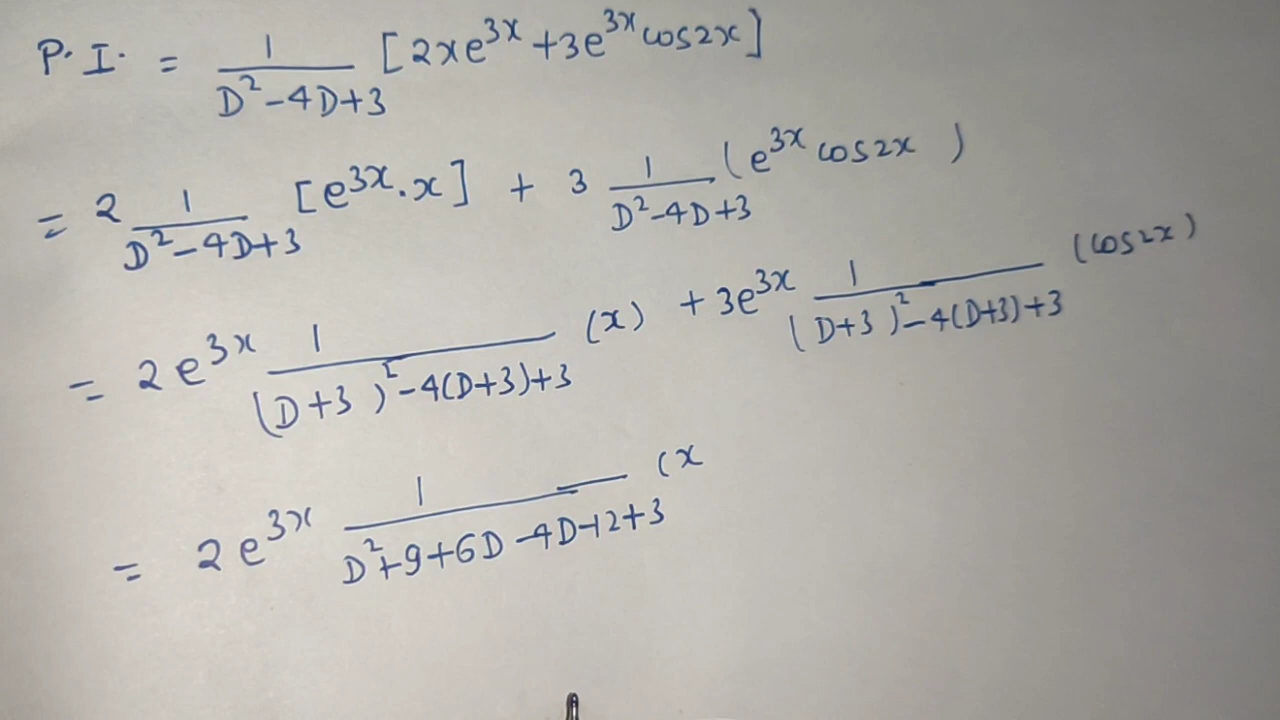 P.I. = 1/(D²-4D+3) [2xe^{3x} + 3e^{3x} cos2x]
= 2 1/(D²-4D+3) [e^{3x}.x] + 3 1/(D²-4D+3) (e^{3x} cos2x)
= 2e^{3x} 1/((D+3)²-4(D+3)+3) (x) + 3e^{3x} 1/((D+3)²-4(D+3)+3) (cos2x)
= 2e^{3x} 1/(D²+9+6D-4D-12+3) (x